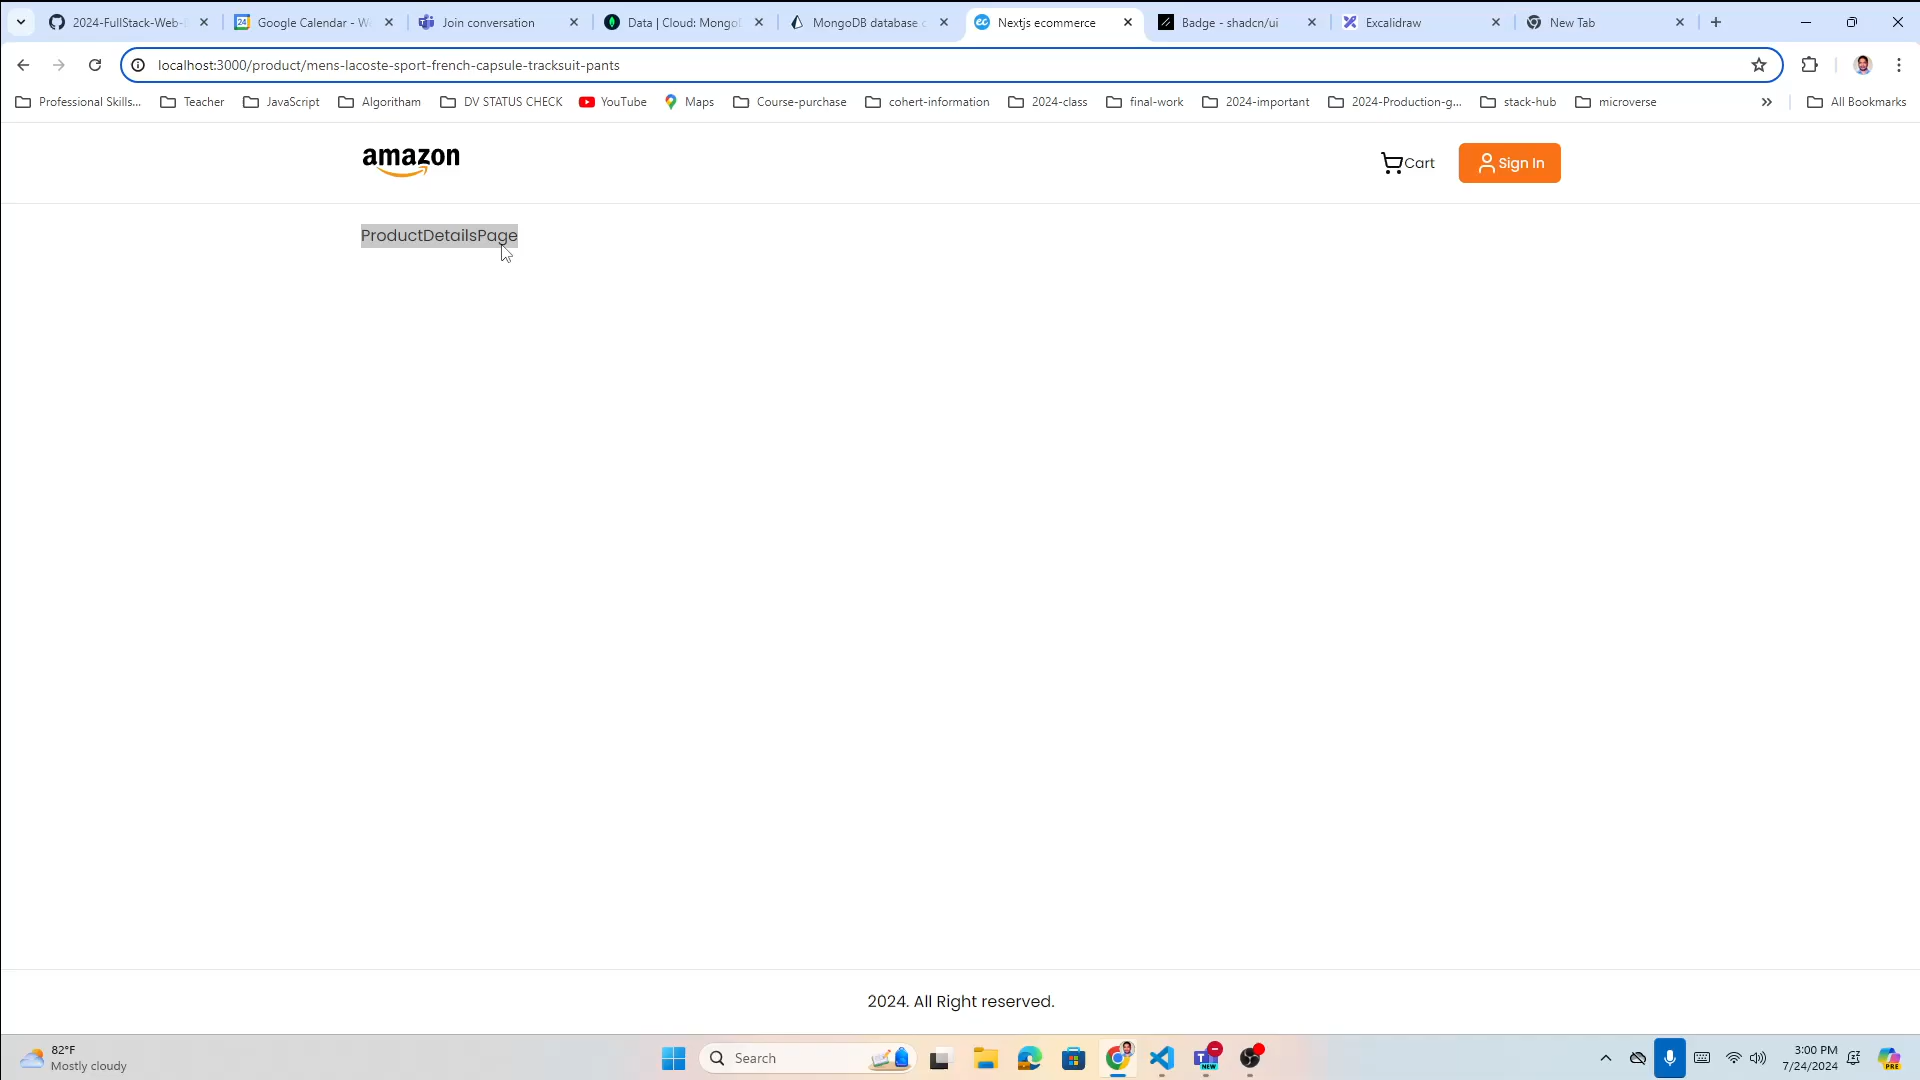 2024-FullStack-Web-
Google Calendar - W
Join conversation
Data | Cloud: Mongo
MongoDB database
Nextjs ecommerce
Badge - shadcn/ui
Excalidraw
New Tab
localhost:3000/product/mens-lacoste-sport-french-capsule-tracksuit-pants
Professional Skills...
Teacher
JavaScript
Algoritham
DV STATUS CHECK
YouTube
Maps
Course-purchase
cohert-information
2024-class
final-work
2024-important
2024-Production-g...
stack-hub
microverse
All Bookmarks
amazon
Cart
Sign In
ProductDetailsPage
2024. All Right reserved.
82°F
Mostly cloudy
Search
NEW
3:00 PM
7/24/2024
PRE